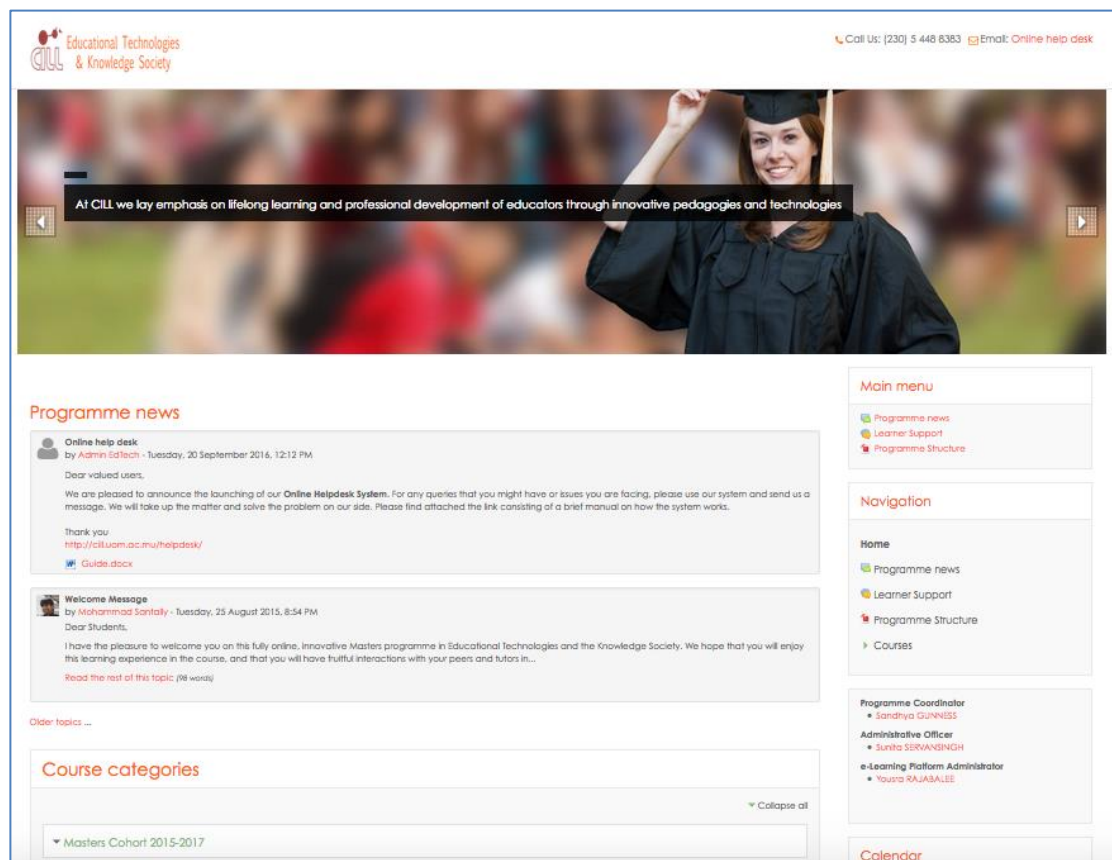 CILL
Educational Technologies
& Knowledge Society
Call Us: (230) 5 448 8383 Email: Online help desk
At CILL we lay emphasis on lifelong learning and professional development of educators through innovative pedagogies and technologies
Programme news
Online help desk
by Admin EdTech - Tuesday, 20 September 2016, 12:12 PM
Dear valued users,
We are pleased to announce the launching of our Online Helpdesk System. For any queries that you might have or issues you are facing, please use our system and send us a
message. We will take up the matter and solve the problem on our side. Please find attached the link consisting of a brief manual on how the system works.
Thank you
http://cill.uom.ac.mu/helpdesk/
Guide.docx
Welcome Message
by Mohammad Santally - Tuesday, 25 August 2015, 8:54 PM
Dear Students,
I have the pleasure to welcome you on this fully online, innovative Masters programme in Educational Technologies and the Knowledge Society. We hope that you will enjoy
this learning experience in the course, and that you will have fruitful interactions with your peers and tutors in...
Read the rest of this topic (98 words)
Older topics ...
Course categories
Collapse all
Masters Cohort 2015-2017
Main menu
Programme news
Learner Support
Programme Structure
Navigation
Home
Programme news
Learner Support
Programme Structure
Courses
Programme Coordinator
Sandhya GUNNESS
Administrative Officer
Sunita SERVANSINGH
e-Learning Platform Administrator
Yousra RAJABALEE
Calendar